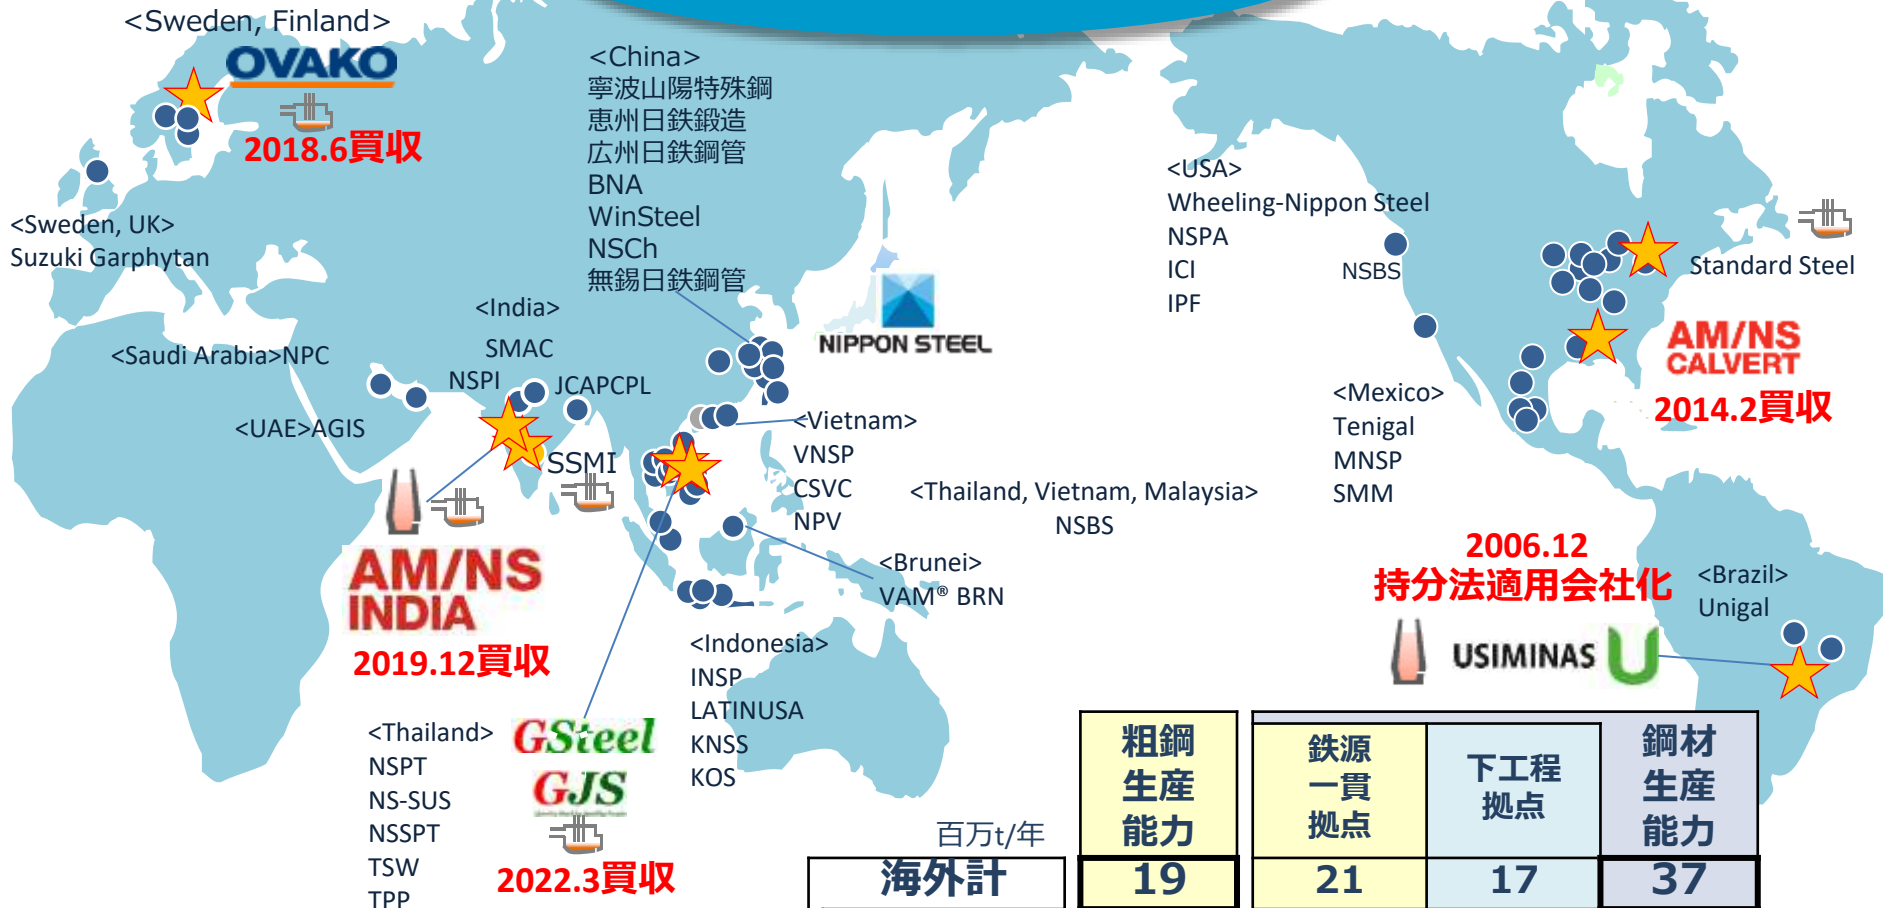 <Sweden, Finland>
OVAKO
2018.6買収
<Sweden, UK>
Suzuki Garphytan
<China>
寧波山陽特殊鋼
恵州日鉄鍛造
広州日鉄鋼管
BNA
WinSteel
NSCh
無錫日鉄鋼管
NIPPON STEEL
<Saudi Arabia>NPC
<UAE>AGIS
<India>
SMAC
NSPI
JCAPCPL
SSMI
AM/NS
INDIA
2019.12買収
<Thailand>
NSPT
NS-SUS
NSSPT
TSW
TPP
GSteel
GJS
2022.3買収
<Vietnam>
VNSP
CSVC
NPV
<Thailand, Vietnam, Malaysia>
NSBS
<Brunei>
VAM® BRN
<Indonesia>
INSP
LATINUSA
KNSS
KOS
<USA>
Wheeling-Nippon Steel
NSPA
ICI
IPF
NSBS
Standard Steel
AM/NS
CALVERT
2014.2買収
<Mexico>
Tenigal
MNSP
SMM
2006.12
持分法適用会社化
USIMINAS
<Brazil>
Unigal
百万t/年
粗鋼
生産
能力
鉄源
一貫
拠点
下工程
拠点
鋼材
生産
能力
海外計 19 21 17 37